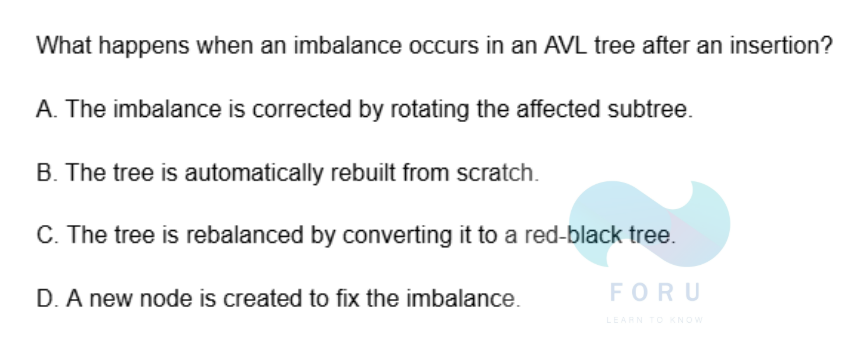 What happens when an imbalance occurs in an AVL tree after an insertion?
A. The imbalance is corrected by rotating the affected subtree.
B. The tree is automatically rebuilt from scratch.
C. The tree is rebalanced by converting it to a red-black tree.
D. A new node is created to fix the imbalance.
FORU
LEARN TO KNOW